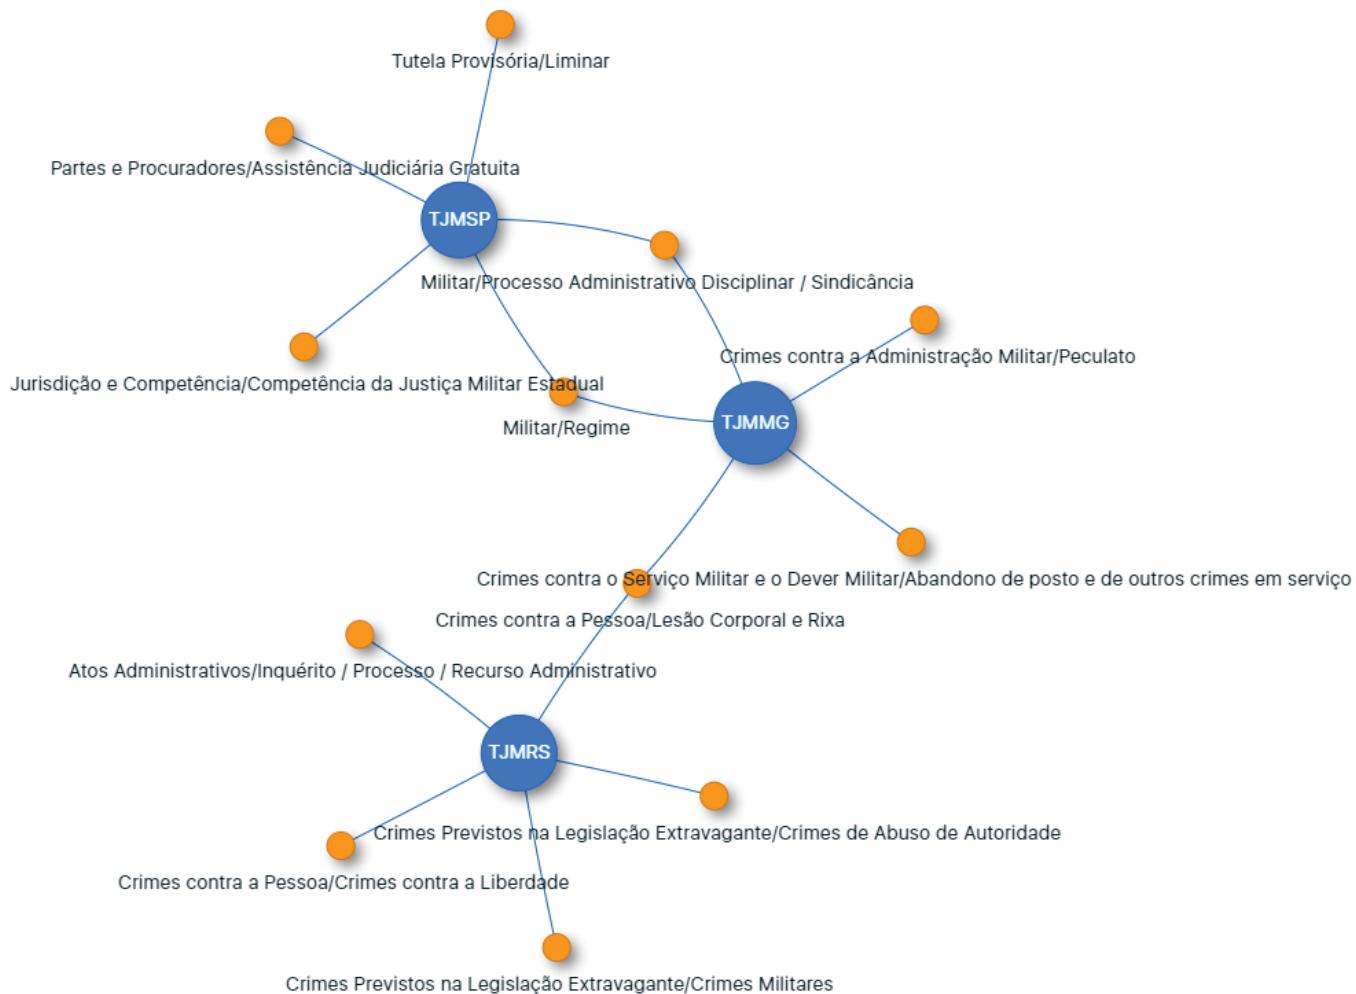 Tutela Provisória/Liminar
Partes e Procuradores/Assistência Judiciária Gratuita
TJMSP
Militar/Processo Administrativo Disciplinar / Sindicância
Crimes contra a Administração Militar/Peculato
Jurisdição e Competência/Competência da Justiça Militar Estadual
TJMMG
Militar/Regime
Crimes contra o Serviço Militar e o Dever Militar/Abandono de posto e de outros crimes em serviço
Crimes contra a Pessoa/Lesão Corporal e Rixa
Atos Administrativos/Inquérito / Processo / Recurso Administrativo
TJMRS
Crimes Previstos na Legislação Extravagante/Crimes de Abuso de Autoridade
Crimes contra a Pessoa/Crimes contra a Liberdade
Crimes Previstos na Legislação Extravagante/Crimes Militares